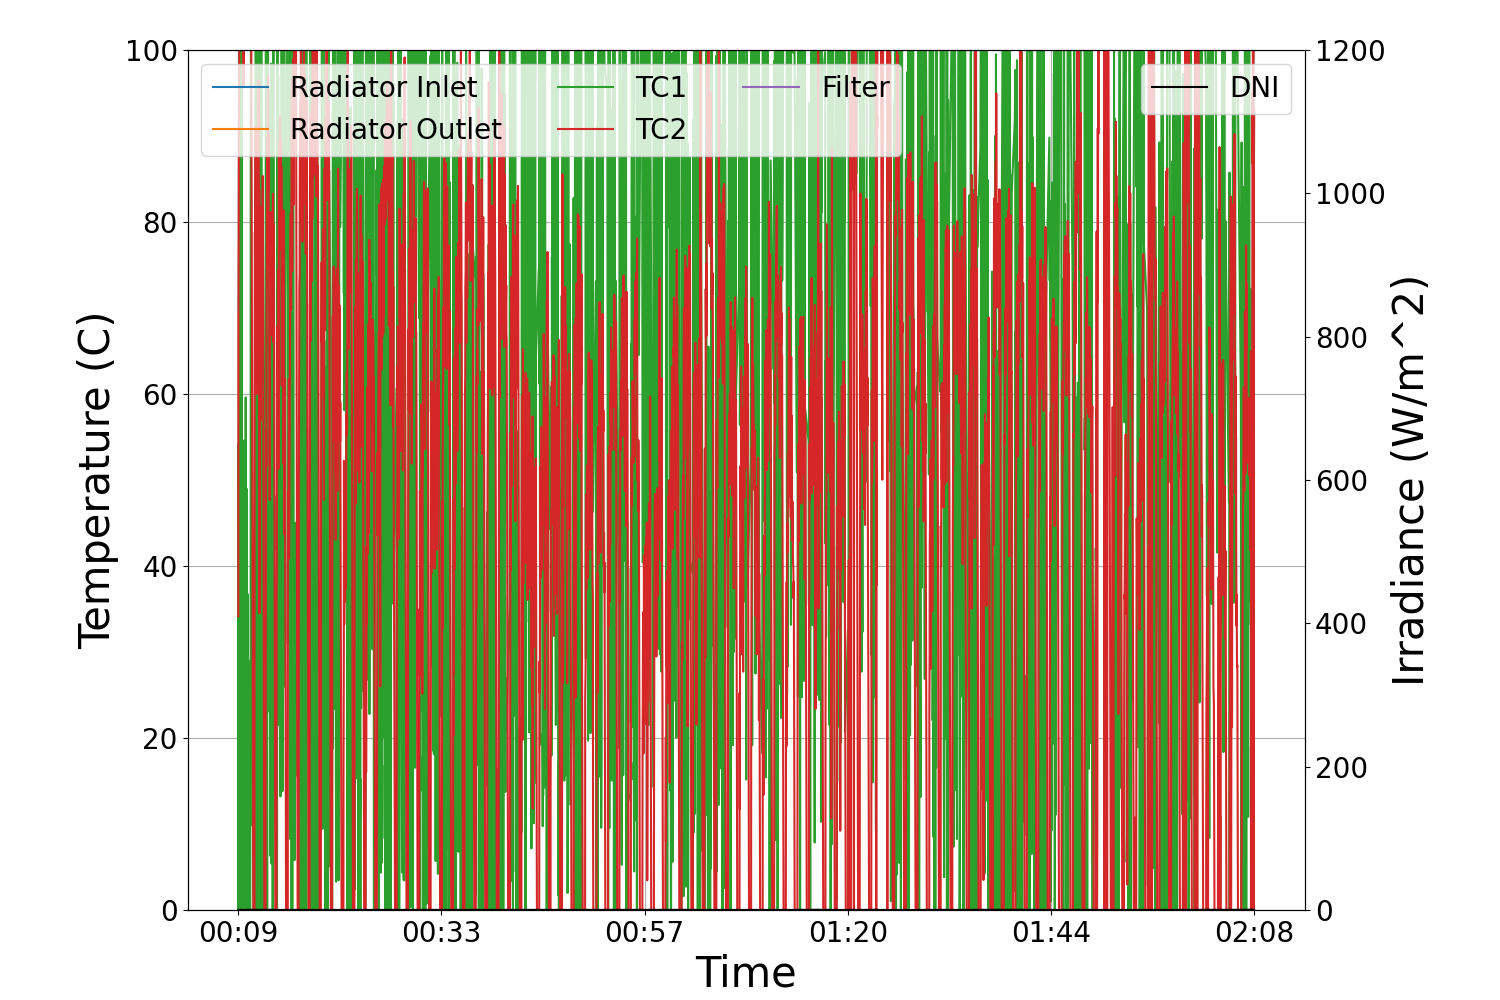 100
80
60
40
20
0
Temperature (C)
Radiator Inlet
Radiator Outlet
TC1
TC2
Filter
DNI
1200
1000
800
600
400
200
0
Irradiance (W/m^2)
00:09 00:33 00:57 01:20 01:44 02:08
Time